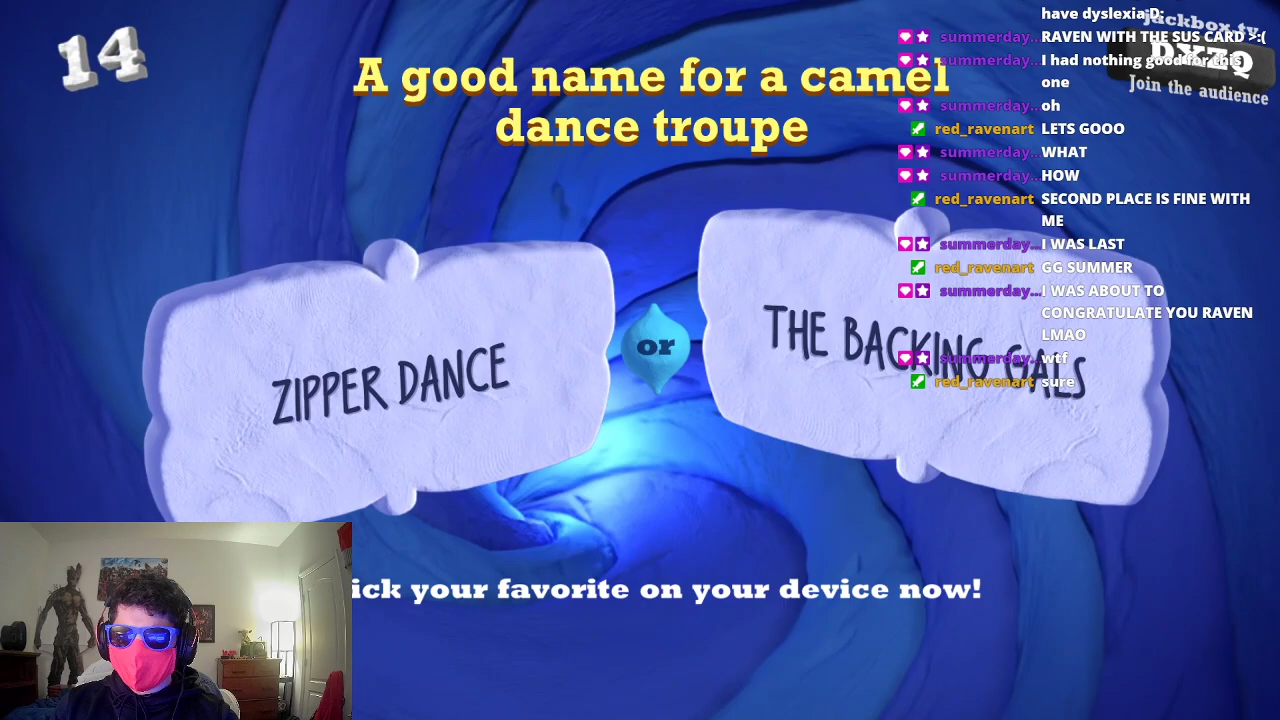 14
A good name for a camel
dance troupe
jackbox.tv
Join the audience
ZIPPER DANCE
or
THE BACKING GALS
ick your favorite on your device now!
have dyslexia D:
summerday... RAVEN WITH THE SUS CARD >:(
summerday... I had nothing good for this
one
summerday... oh
red_ravenart LETS GOOO
summerday... WHAT
summerday... HOW
red_ravenart SECOND PLACE IS FINE WITH
ME
summerday... I WAS LAST
red_ravenart GG SUMMER
summerday... I WAS ABOUT TO
CONGRATULATE YOU RAVEN
LMAO
summerday... wtf
red_ravenart sure